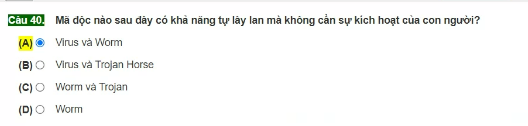 Câu 40. Mã độc nào sau đây có khả năng tự lây lan mà không cần sự kích hoạt của con người?
(A) Virus và Worm
(B) Virus và Trojan Horse
(C) Worm và Trojan
(D) Worm